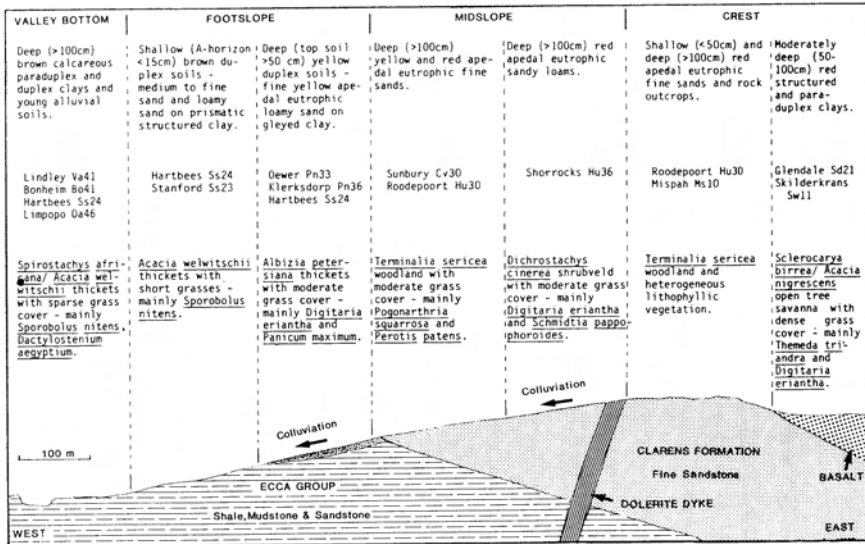 VALLEY BOTTOM
FOOTSLOPE
MIDSLOPE
CREST
Deep (>100cm)
brown calcareous
paraduplex and
duplex clays and
young alluvial
soils.
Shallow (A-horizon
<15cm) brown du-
plex soils -
medium to fine
sand and loamy
sand on prismatic
structured clay.
Deep (top soil
>50 cm) yellow
duplex soils -
fine yellow ape-
dal eutrophic
loamy sand on
gleyed clay.
Deep (>100cm)
yellow and red aped-
al eutrophic fine
sands.
Deep (>100cm) red
apedal eutrophic
sandy loams.
Shallow (<50cm) and
deep (>100cm) red
apedal eutrophic
fine sands and rock
outcrops.
Moderately
deep (50-
100cm) red
structured
and para-
duplex clays.
Lindley Va41
Bonheim Bo41
Hartbees Ss24
Limpopo Oa46
Hartbees Ss24
Stanford Ss23
Oewer Pn33
Klerksdorp Pn36
Hartbees Ss24
Sunbury Cv30
Roodepoort Hu30
Shorrocks Hu36
Roodepoort Hu30
Mispah Ms10
Glendale Sd21
Skilderkrans
Sw11
Spirostachys afri-
cana/ Acacia wel-
witschii thickets
with sparse grass
cover - mainly
Sporobolus nitens,
Dactylostenium
aegyptium.
Acacia welwitschii
thickets with
short grasses -
mainly Sporobolus
nitens.
Albizia peter-
siana thickets
with moderate
grass cover -
mainly Digitaria
eriantha and
Panicum maximum.
Terminalia sericea
woodland with
moderate grass
cover - mainly
Pogonarthria
squarrosa and
Perotis patens.
Dichrostachys
cinerea shrubveld
with moderate grass
cover - mainly
Digitaria eriantha
and Schmidtia pappo-
phoroides.
Terminalia sericea
woodland and
heterogeneous
lithophyllic
vegetation.
Sclerocarya
birrea/ Acacia
nigrescens
open tree
savanna with
dense grass
cover - mainly
Themeda tri-
andra and
Digitaria
eriantha.
Colluviation
Colluviation
100 m
CLARENS FORMATION
Fine Sandstone
BASALT
ECCA GROUP
DOLERITE DYKE
Shale, Mudstone & Sandstone
WEST
EAST